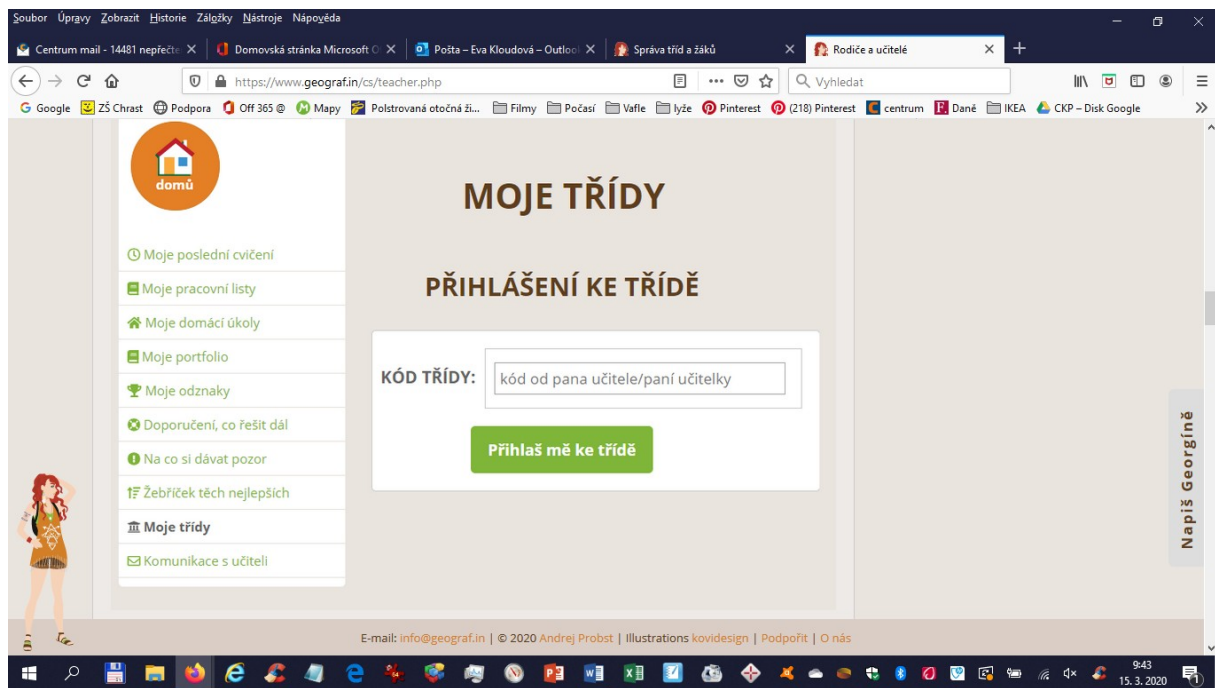 Soubor Úpravy Zobrazit Historie Záložky Nástroje Nápověda
Centrum mail - 14481 nepřečte
Domovská stránka Microsoft O
Pošta – Eva Kloudová – Outlool
Správa tříd a žáků
Rodiče a učitelé
https://www.geograf.in/cs/teacher.php
Vyhledat
Google ZŠ Chrast Podpora Off 365 @ Mapy Polstrovaná otočná ži... Filmy Počasí Vafle lyže Pinterest (218) Pinterest centrum Daně IKEA CKP – Disk Google
domů
MOJE TŘÍDY
Moje poslední cvičení
Moje pracovní listy
Moje domácí úkoly
Moje portfolio
Moje odznaky
Doporučení, co řešit dál
Na co si dávat pozor
Žebříček těch nejlepších
Moje třídy
Komunikace s učiteli
PŘIHLÁŠENÍ KE TŘÍDĚ
KÓD TŘÍDY:
kód od pana učitele/paní učitelky
Přihlaš mě ke třídě
Napiš Georgíně
E-mail: info@geograf.in | © 2020 Andrej Probst | Illustrations kovidesign | Podpořit | O nás
9:43
15. 3. 2020